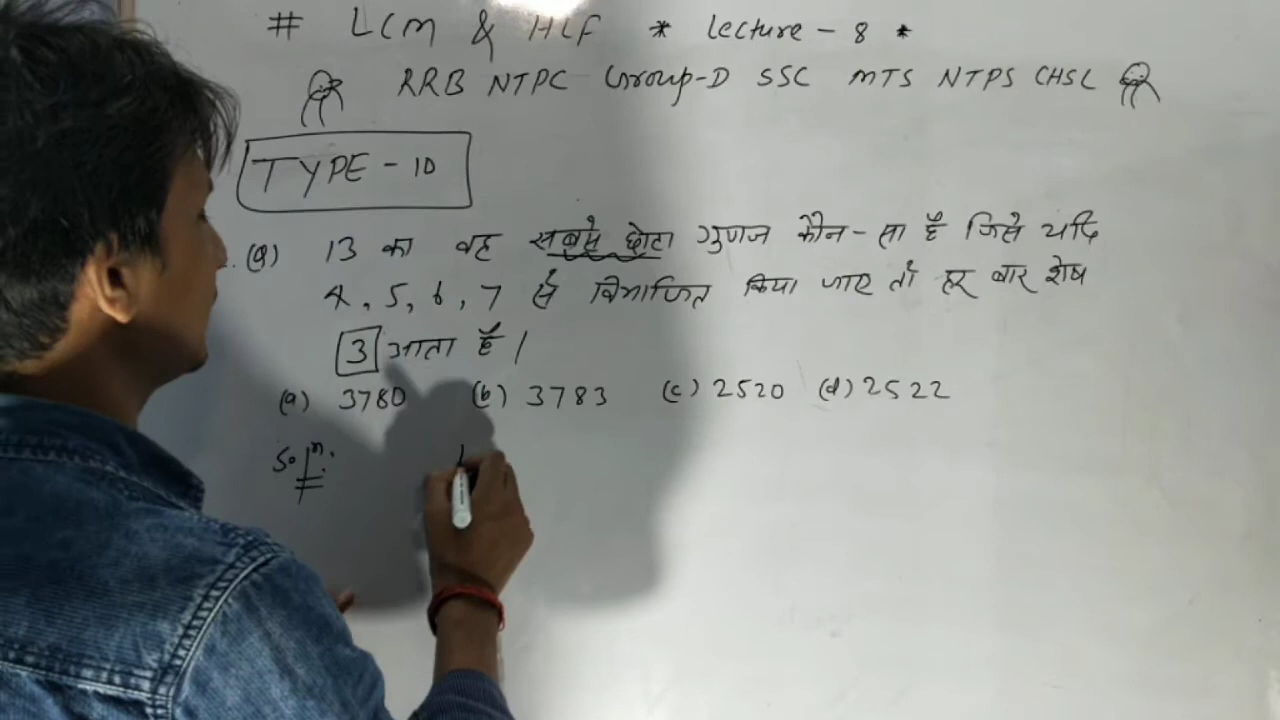 # LCM & HCF * Lecture - 8 *
RRB NTPC Group-D SSC MTS NTPS CHSL
TYPE - 10
(Q) 13 का वह सबसे छोटा गुणज कौन-सा है जिसे यदि
4, 5, 6, 7 से विभाजित किया जाए तो हर बार शेष
3 आता है।
(a) 3780 (b) 3783 (c) 2520 (d) 2522
Soln.